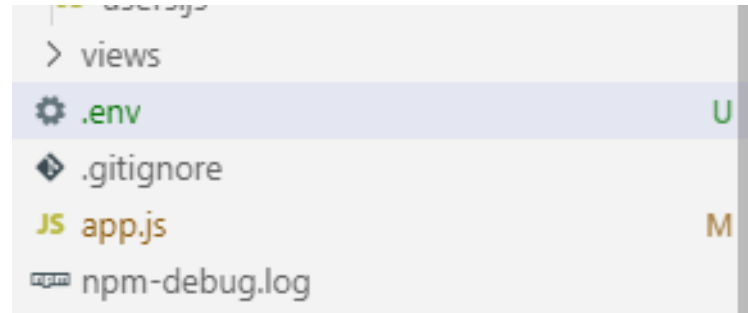 views
.env U
.gitignore
JS app.js M
npm-debug.log